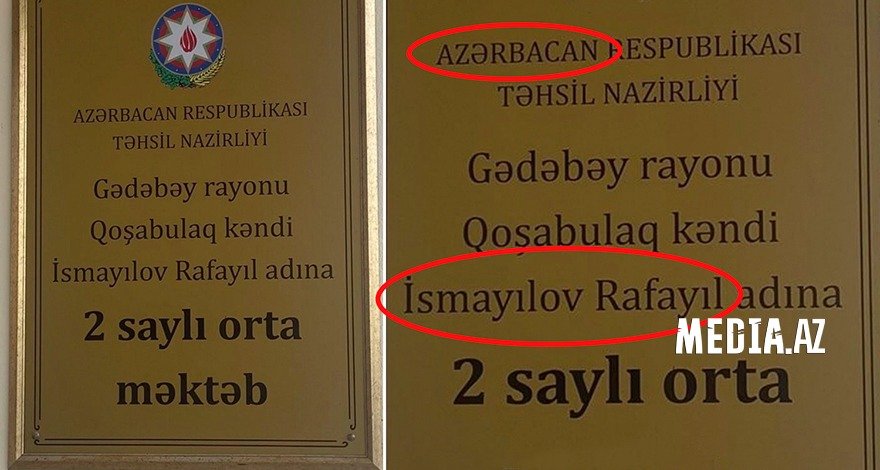 AZƏRBACAN RESPUBLİKASI
TƏHSİL NAZİRLİYİ
Gədəbəy rayonu
Qoşabulaq kəndi
İsmayılov Rafayıl adına
2 saylı orta
məktəb
AZƏRBACAN RESPUBLİKASI
TƏHSİL NAZİRLİYİ
Gədəbəy rayonu
Qoşabulaq kəndi
İsmayılov Rafayıl adına
MEDIA.AZ
2 saylı orta